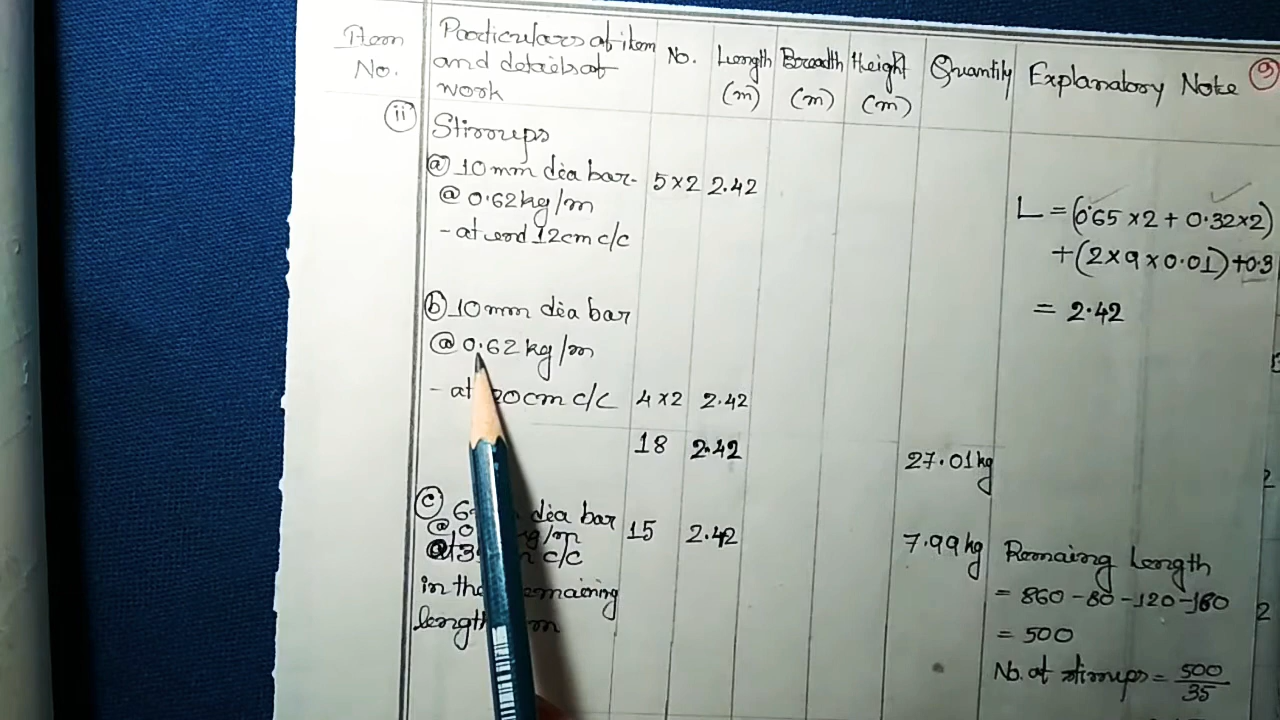 Item No.
Particulars of item and details of work
No.
Length (m)
Breadth (m)
Height (m)
Quantity
Explanatory Note
9
ii
Stirrups
a 10mm dia bar-
@ 0.62 kg/m
- at end 12cm c/c
5×2 2.42
L = (0.65 ×2 + 0.32×2)
+ (2×9×0.01) +0.3
= 2.42
b 10mm dia bar
@ 0.62 kg/m
- at cm c/c 4×2 2.42
18 2.42 27.01kg
c dia bar 15 2.42 7.99kg
c/c
in the remaining
length
Remaing Length
= 860 - 80 - 120 - 160
= 500
No. of stirrups = 500/35